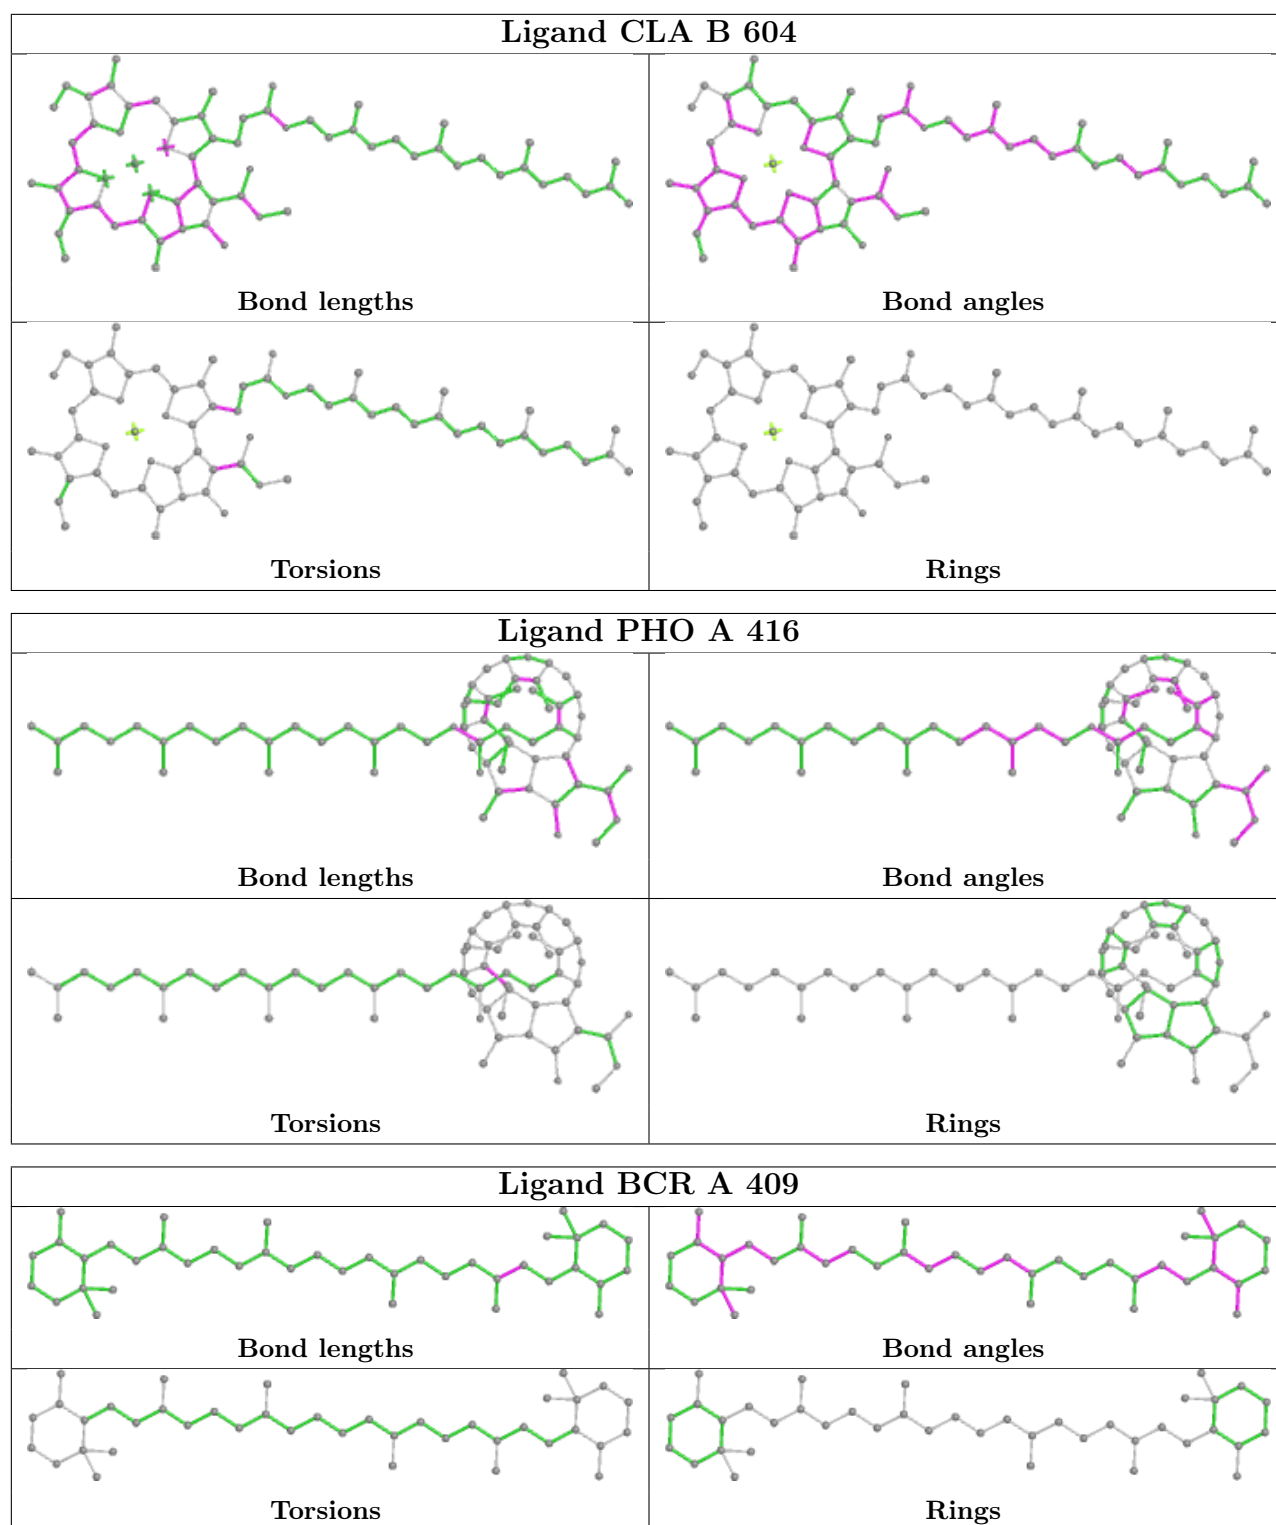 Ligand CLA B 604
Bond lengths
Bond angles
Torsions
Rings
Ligand PHO A 416
Bond lengths
Bond angles
Torsions
Rings
Ligand BCR A 409
Bond lengths
Bond angles
Torsions
Rings